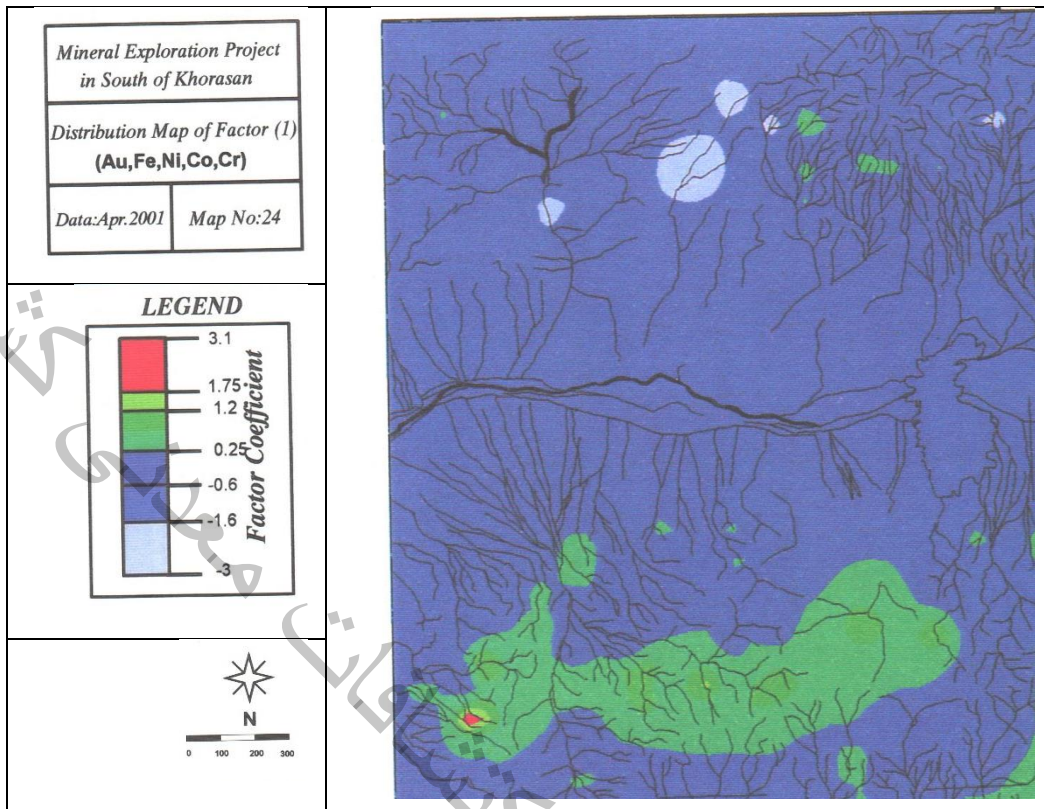 Mineral Exploration Project
in South of Khorasan
Distribution Map of Factor (1)
(Au,Fe,Ni,Co,Cr)
Data:Apr.2001
Map No:24
LEGEND
3.1
1.75
1.2
0.25
-0.6
-1.6
-3
Factor Coefficient
N
0 100 200 300